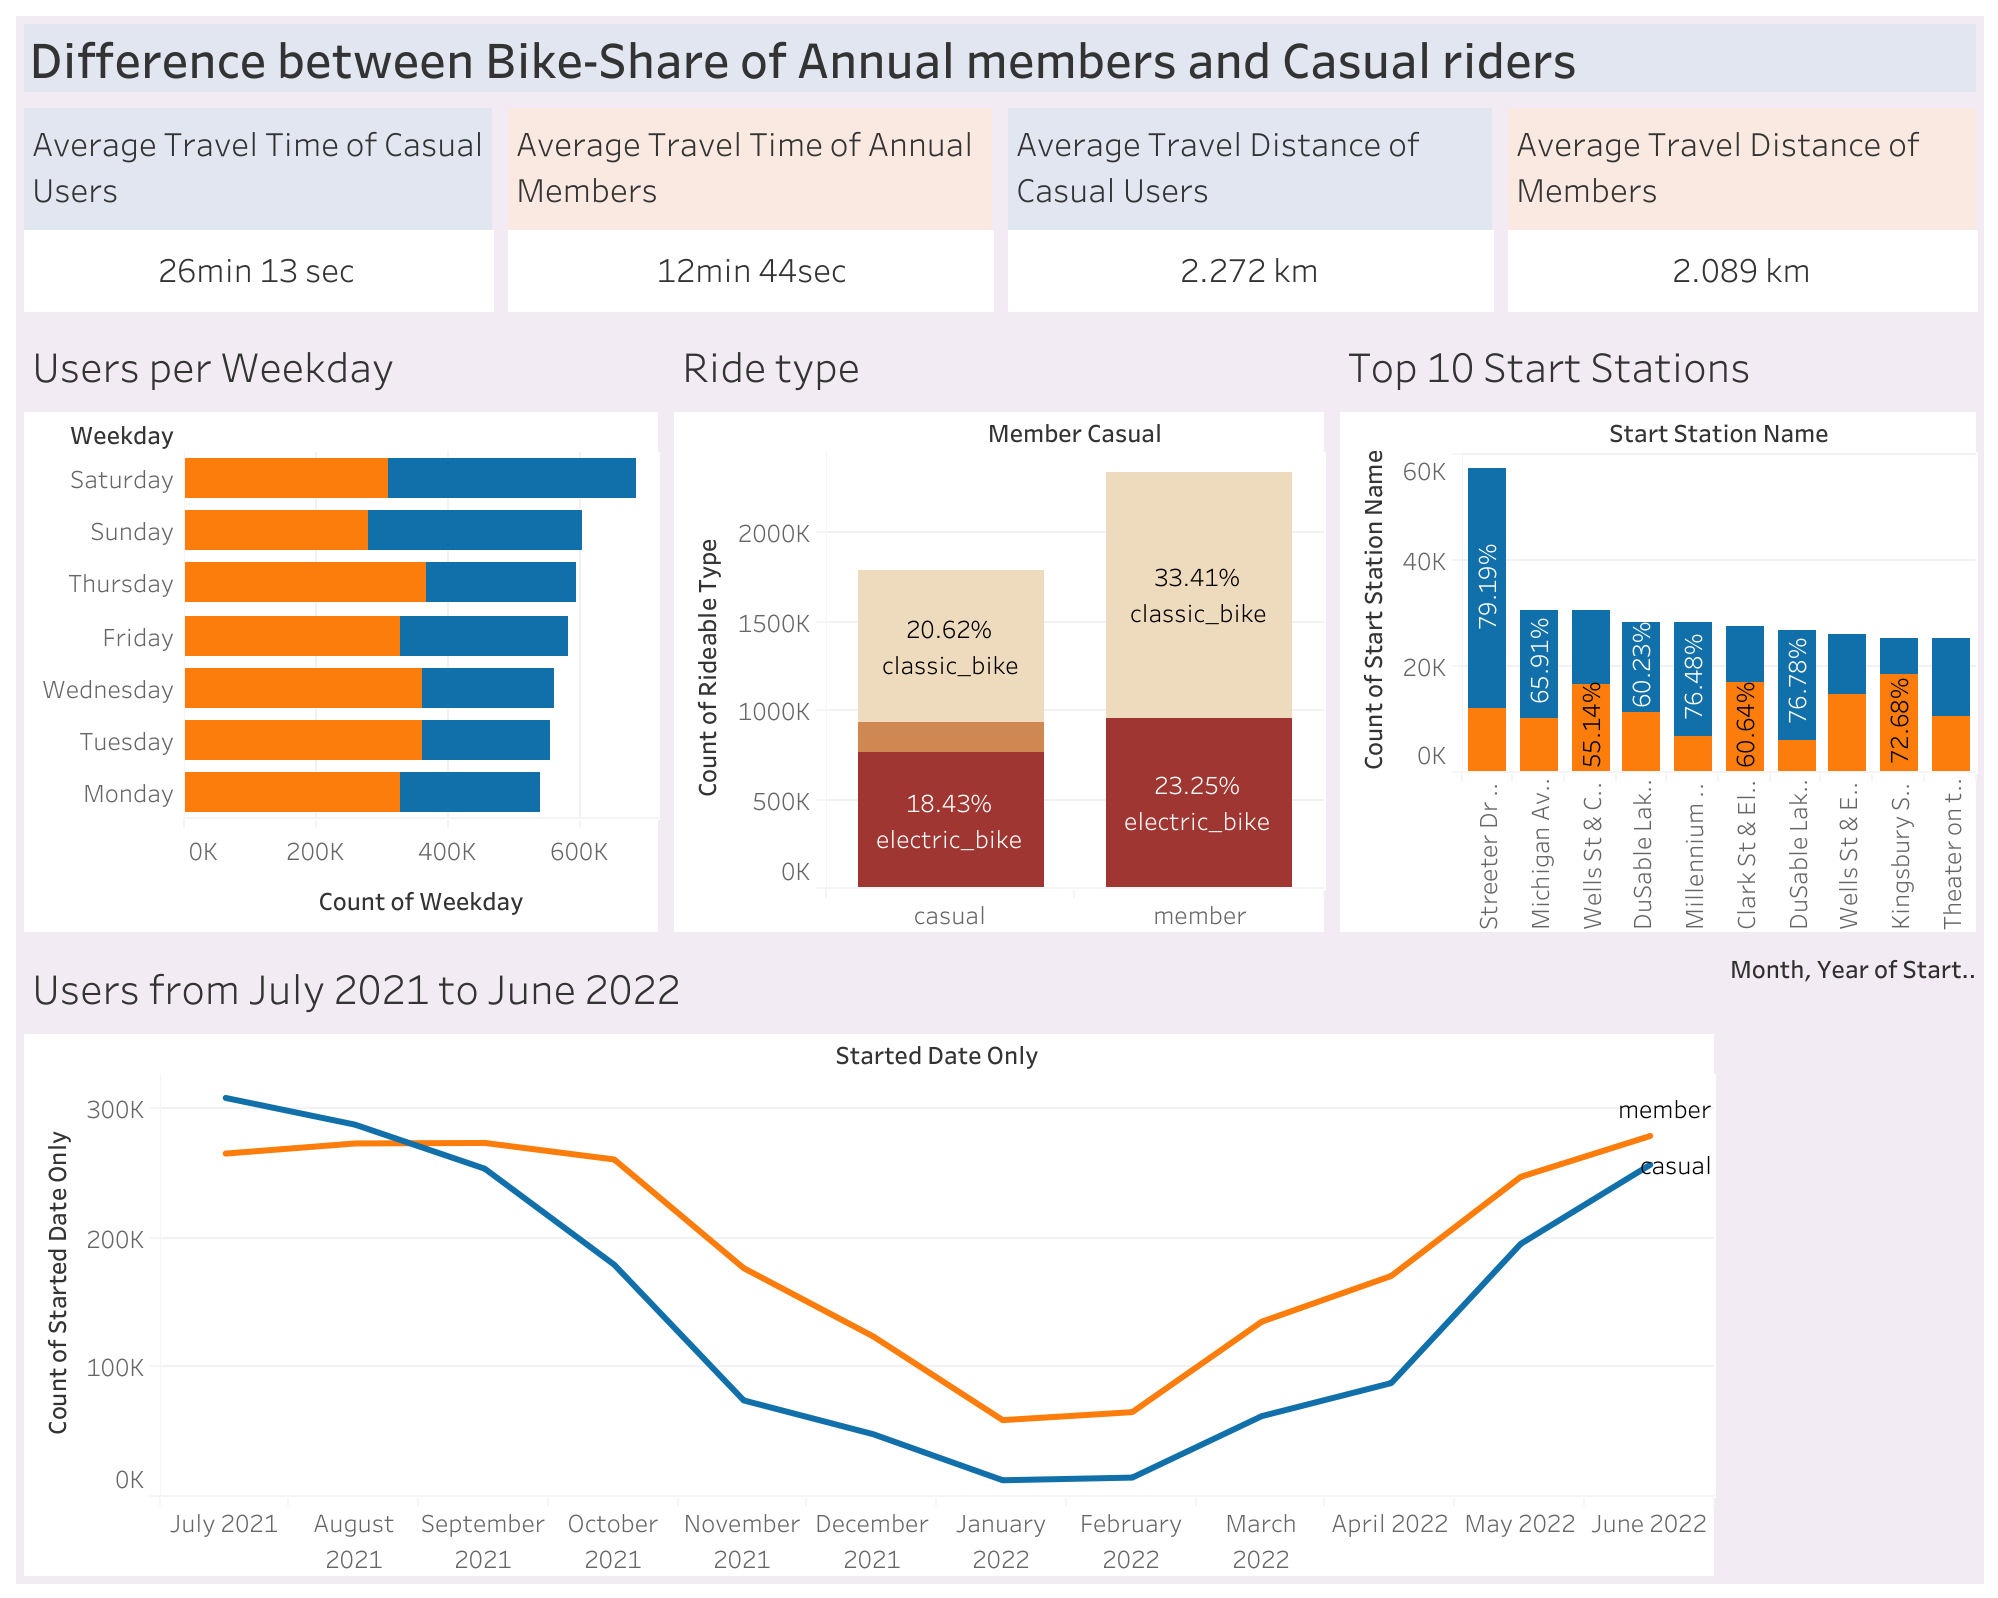 Difference between Bike-Share of Annual members and Casual riders
Average Travel Time of Casual
Users
26min 13 sec
Average Travel Time of Annual
Members
12min 44sec
Average Travel Distance of
Casual Users
2.272 km
Average Travel Distance of
Members
2.089 km
Users per Weekday
Weekday
Saturday
Sunday
Thursday
Friday
Wednesday
Tuesday
Monday
0K
200K
400K
600K
Count of Weekday
Ride type
Member Casual
Count of Rideable Type
2000K
1500K
1000K
500K
0K
20.62%
classic_bike
18.43%
electric_bike
33.41%
classic_bike
23.25%
electric_bike
casual
member
Top 10 Start Stations
Start Station Name
Count of Start Station Name
60K
40K
20K
0K
79.19%
65.91%
55.14%
60.23%
76.48%
60.64%
76.78%
72.68%
Streeter Dr ..
Michigan Av..
Wells St & C..
DuSable Lak..
Millennium ..
Clark St & El..
DuSable Lak..
Wells St & E..
Kingsbury S..
Theater on t..
Users from July 2021 to June 2022
Month, Year of Start..
Started Date Only
Count of Started Date Only
300K
200K
100K
0K
member
casual
July 2021
August
2021
September
2021
October
2021
November
2021
December
2021
January
2022
February
2022
March
2022
April 2022
May 2022
June 2022